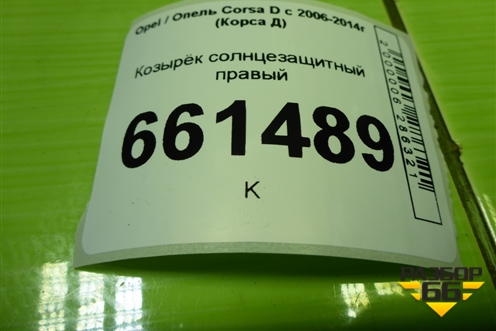 Opel / Опель Corsa D с 2006-2014г
(Корса Д)
Козырёк солнцезащитный
правый
661489
К
2000006286321
РАЗБОР
66